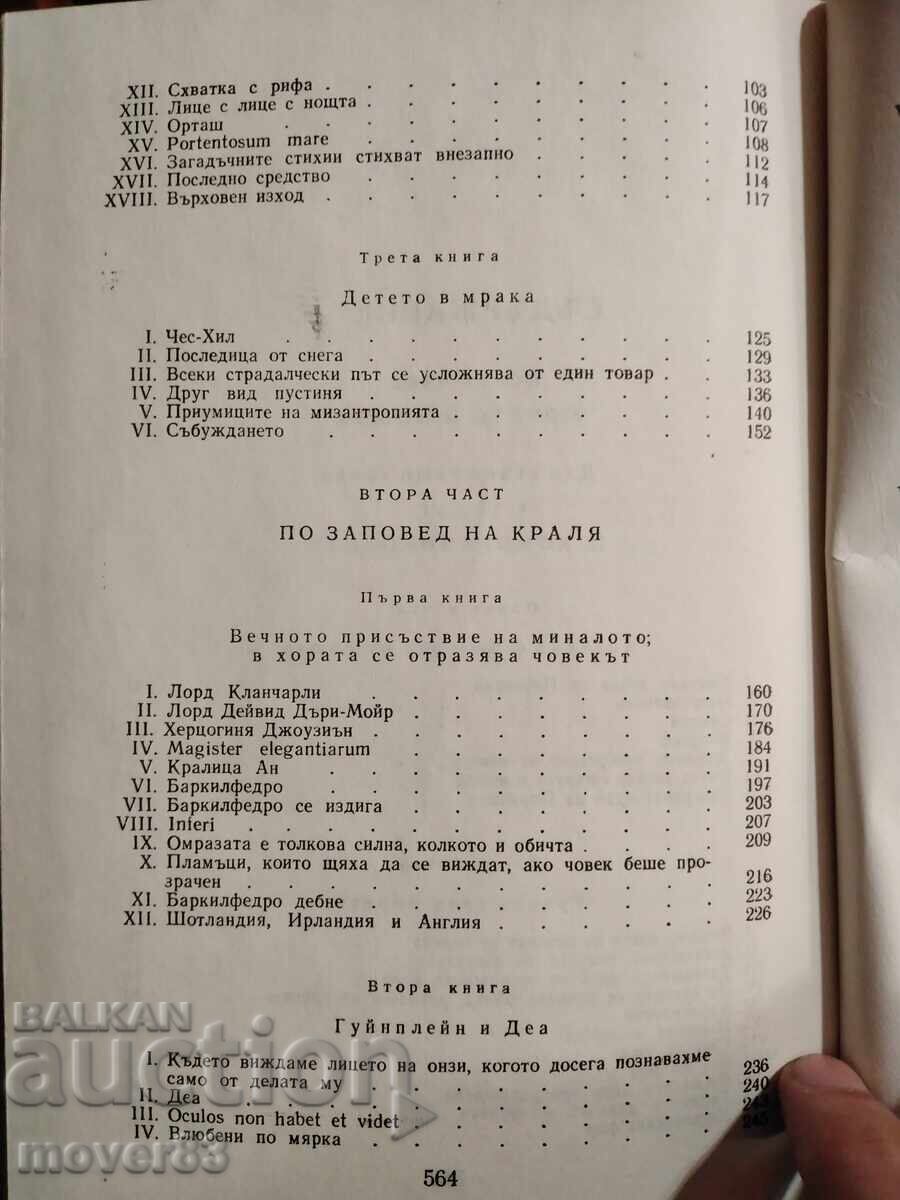 XII. Схватка с рифа . . . . . . . . . . 103
XIII. Лице с лице с нощта . . . . . . . . . 106
XIV. Орташ . . . . . . . . . . . 107
XV. Portentosum mare . . . . . . . . . 108
XVI. Загадъчните стихии стихват внезапно . . . . . 112
XVII. Последно средство . . . . . . . . . 114
XVIII. Върховен изход . . . . . . . . . . 117
Трета книга
Детето в мрака
I. Чес-Хил . . . . . . . . . . . 125
II. Последица от снега . . . . . . . . . 129
III. Всеки страдалчески път се усложнява от един товар . . 133
IV. Друг вид пустиня . . . . . . . . . 136
V. Приумиците на мизантропията . . . . . . . 140
VI. Събуждането . . . . . . . . . . 152
ВТОРА ЧАСТ
ПО ЗАПОВЕД НА КРАЛЯ
Първа книга
Вечното присъствие на миналото;
в хората се отразява човекът
I. Лорд Кланчарли . . . . . . . . . 160
II. Лорд Дейвид Дъри-Мойр . . . . . . . . 170
III. Херцогиня Джоузиън . . . . . . . . . 176
IV. Magister elegantiarum . . . . . . . . 184
V. Кралица Ан . . . . . . . . . . 191
VI. Баркилфедро . . . . . . . . . . . 197
VII. Баркилфедро се издига . . . . . . . . 203
VIII. Inferi . . . . . . . . . . . . 207
IX. Омразата е толкова силна, колкото и обичта . . . . 209
X. Пламъци, които щяха да се виждат, ако човек беше про-
зрачен . . . . . . . . . . . . 216
XI. Баркилфедро дебне . . . . . . . . . 223
XII. Шотландия, Ирландия и Англия . . . . . . 226
Втора книга
Гуйнплейн и Деа
I. Където виждаме лицето на онзи, когото досега познавахме
само от делата му . . . . . . . . . 236
II. Деа . . . . . . . . . . . . 240
III. Oculos non habet et videt . . . . . . . . 243
IV. Влюбени по мярка . . . . . . . . . 245
564
BALKAN
auction
mover83